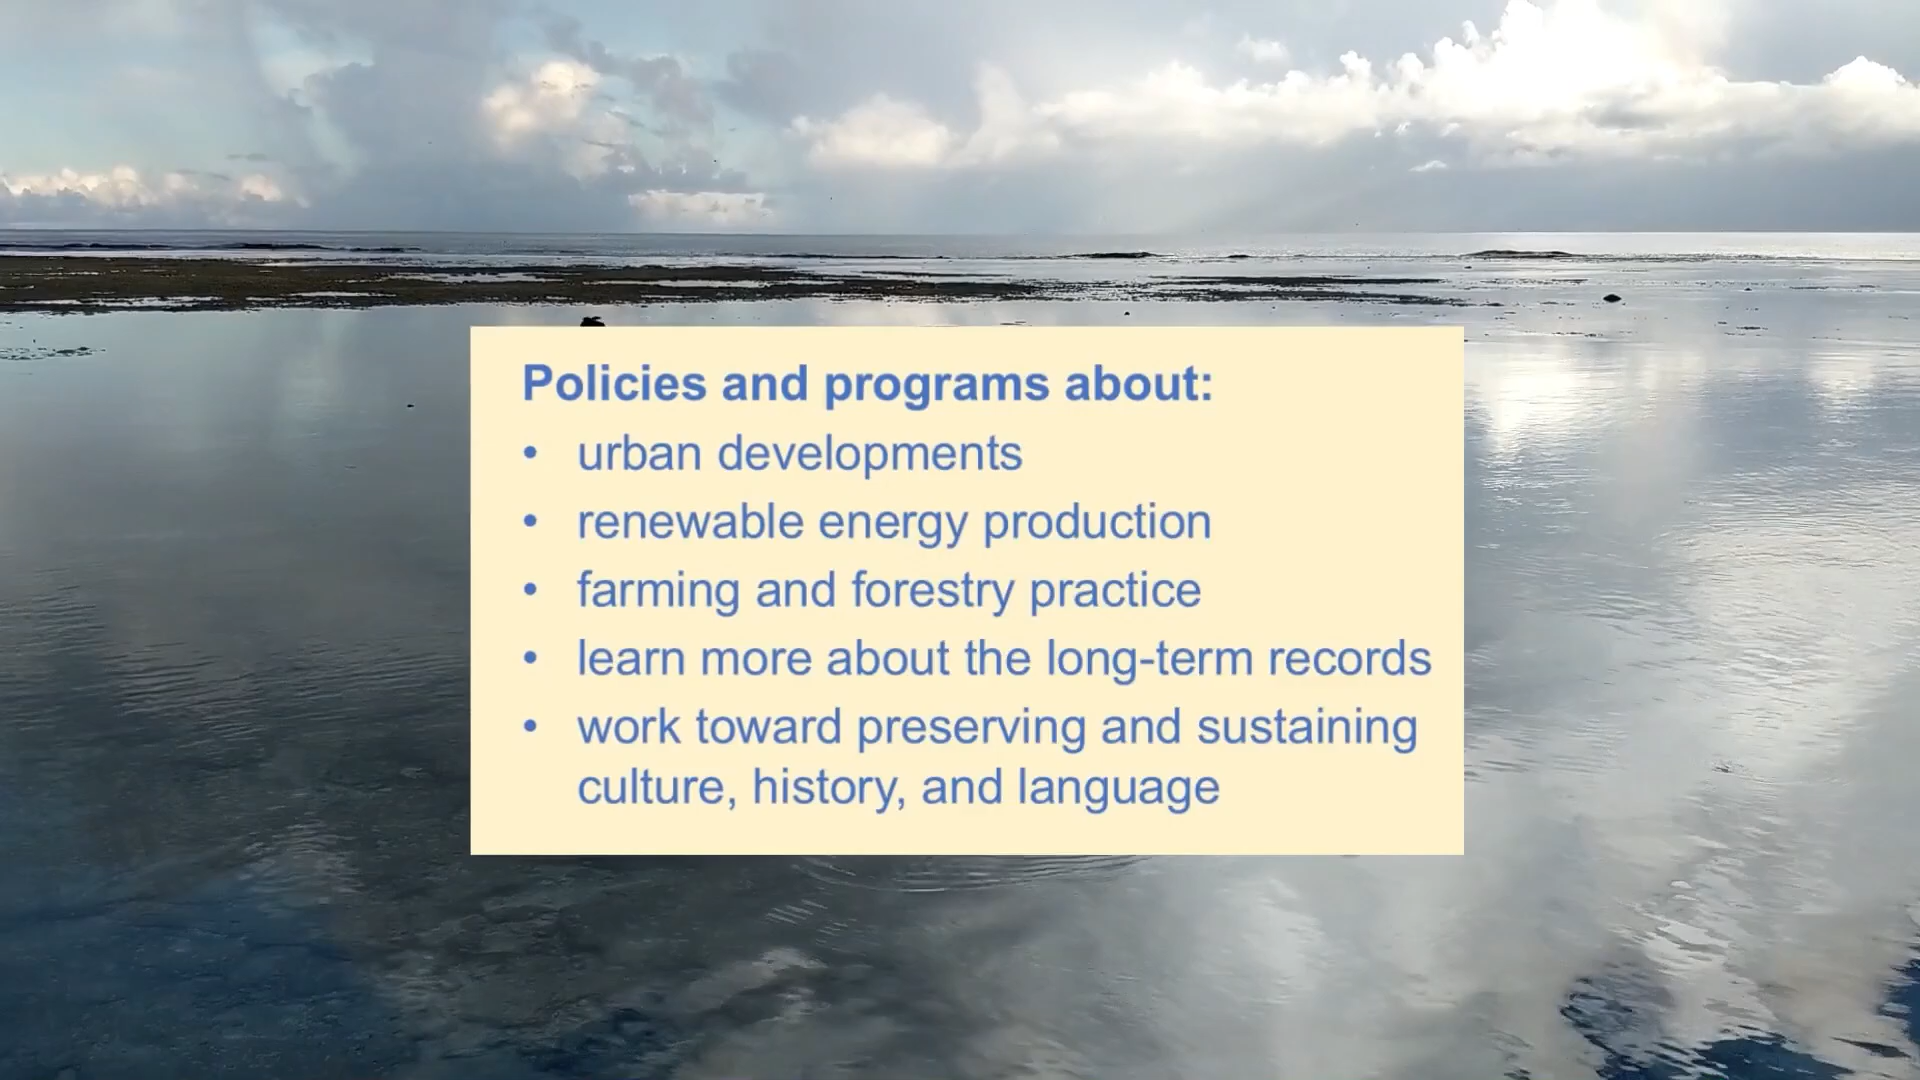 Policies and programs about:
• urban developments
• renewable energy production
• farming and forestry practice
• learn more about the long-term records
• work toward preserving and sustaining
culture, history, and language